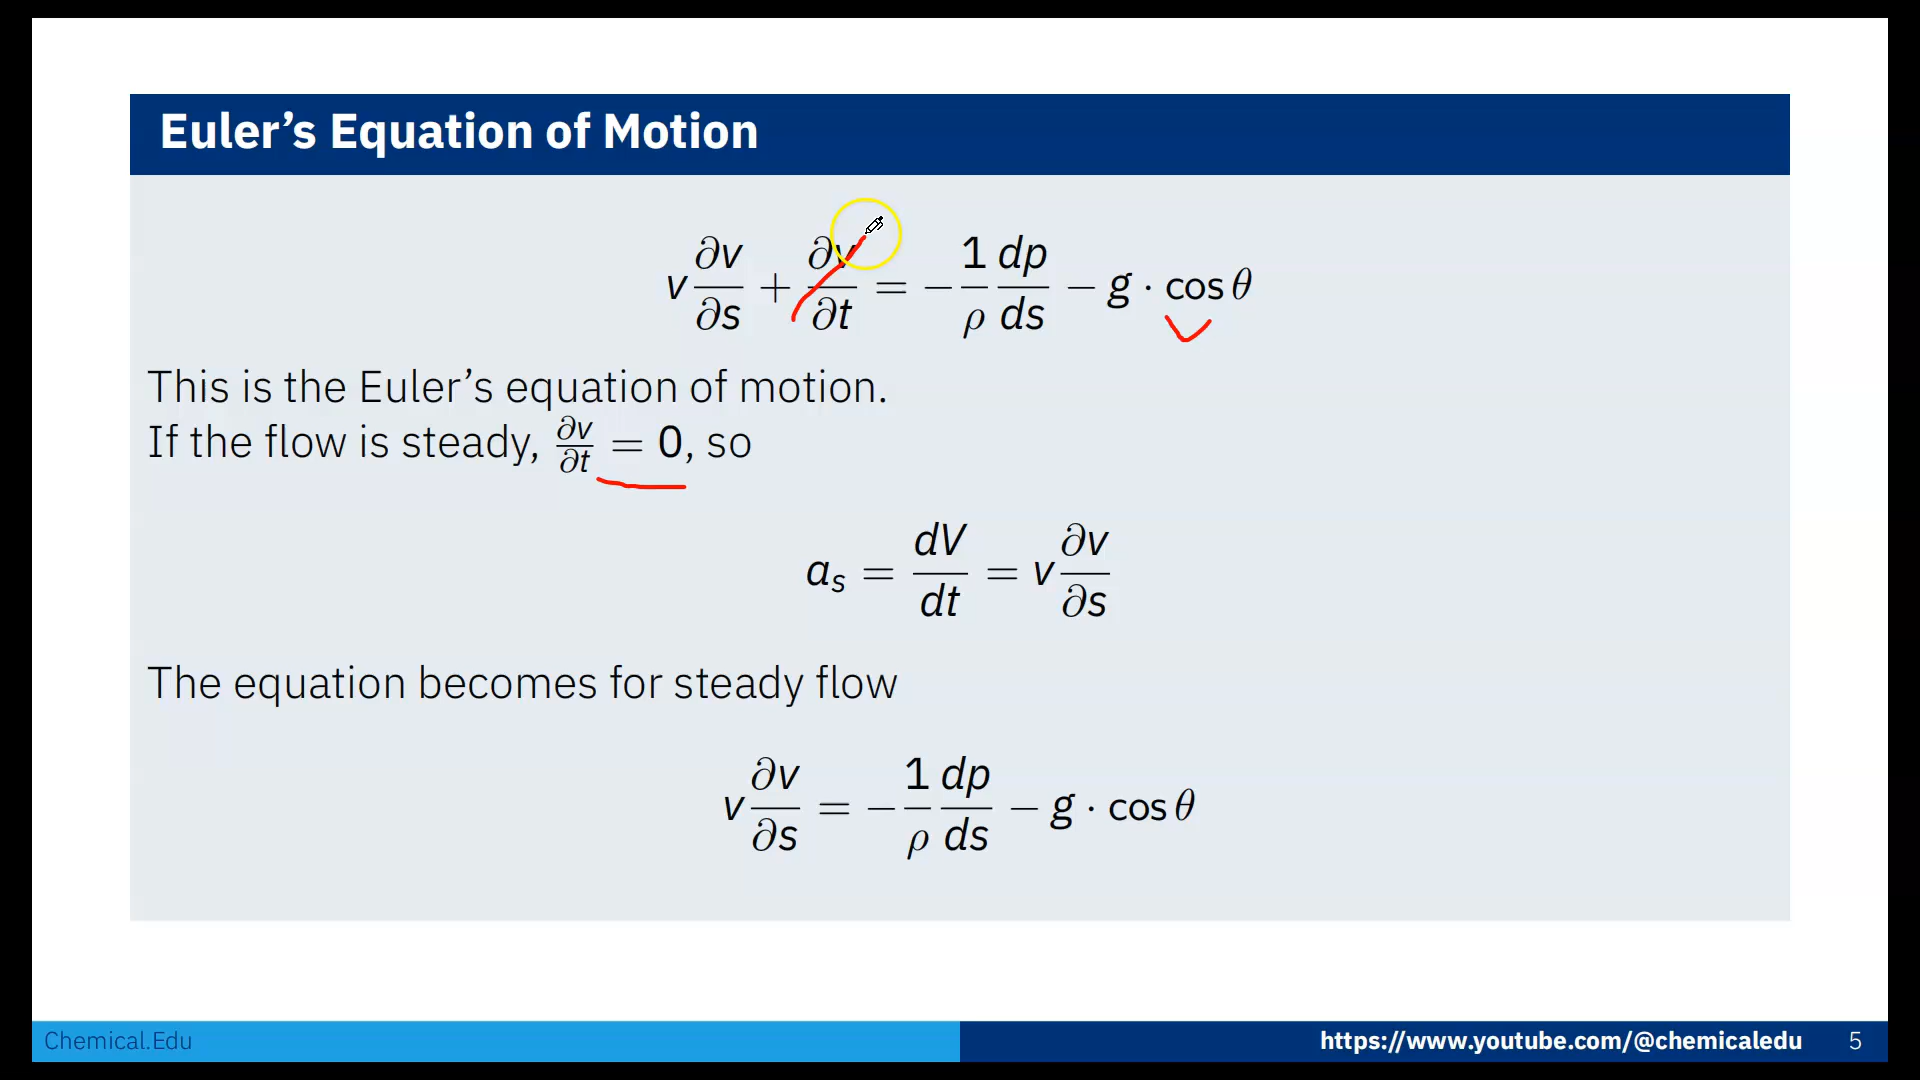 Euler’s Equation of Motion
v ∂v/∂s + ∂v/∂t = − 1/ρ dp/ds − g · cos θ
This is the Euler’s equation of motion.
If the flow is steady, ∂v/∂t = 0, so
aₛ = dV/dt = v ∂v/∂s
The equation becomes for steady flow
v ∂v/∂s = − 1/ρ dp/ds − g · cos θ
Chemical.Edu
https://www.youtube.com/@chemicaledu 5